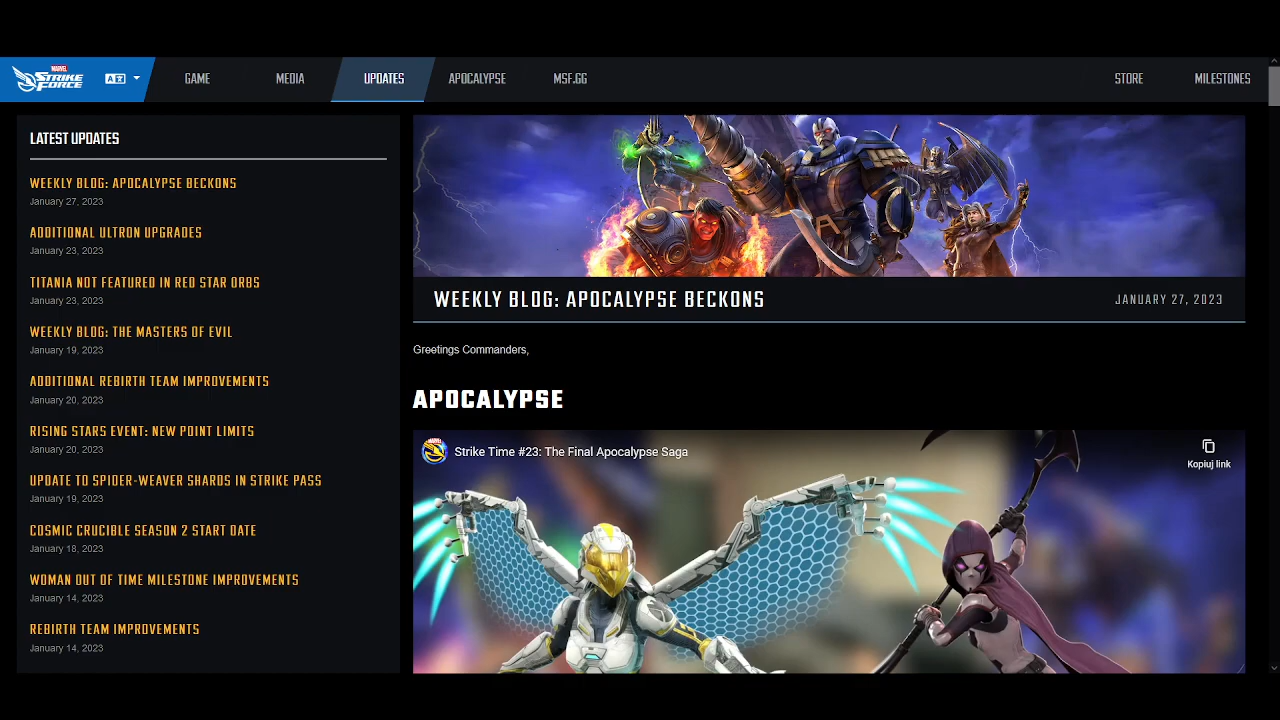 MARVEL
STRIKE
FORCE
GAME
MEDIA
UPDATES
APOCALYPSE
MSF.GG
STORE
MILESTONES
LATEST UPDATES
WEEKLY BLOG: APOCALYPSE BECKONS
January 27, 2023
ADDITIONAL ULTRON UPGRADES
January 23, 2023
TITANIA NOT FEATURED IN RED STAR ORBS
January 23, 2023
WEEKLY BLOG: THE MASTERS OF EVIL
January 19, 2023
ADDITIONAL REBIRTH TEAM IMPROVEMENTS
January 20, 2023
RISING STARS EVENT: NEW POINT LIMITS
January 20, 2023
UPDATE TO SPIDER-WEAVER SHARDS IN STRIKE PASS
January 19, 2023
COSMIC CRUCIBLE SEASON 2 START DATE
January 18, 2023
WOMAN OUT OF TIME MILESTONE IMPROVEMENTS
January 14, 2023
REBIRTH TEAM IMPROVEMENTS
January 14, 2023
WEEKLY BLOG: APOCALYPSE BECKONS
JANUARY 27, 2023
Greetings Commanders,
APOCALYPSE
Strike Time #23: The Final Apocalypse Saga
Kopiuj link